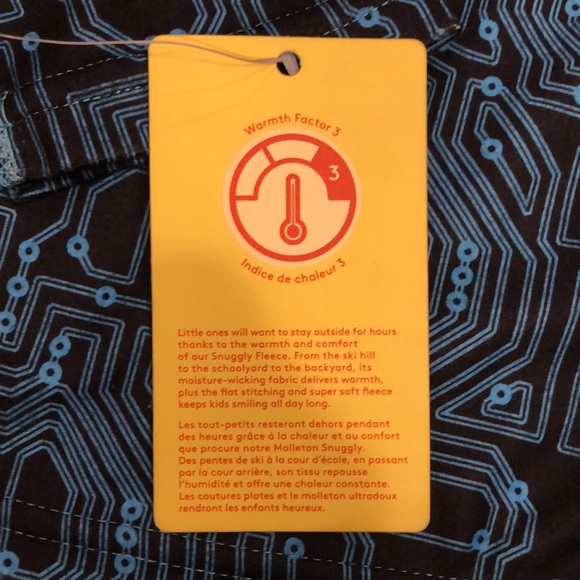 Warmth Factor 3
3
Indice de chaleur 3
Little ones will want to stay outside for hours
thanks to the warmth and comfort
of our Snuggly Fleece. From the ski hill
to the schoolyard to the backyard, its
moisture-wicking fabric delivers warmth,
plus the flat stitching and super soft fleece
keeps kids smiling all day long.
Les tout-petits resteront dehors pendant
des heures grâce à la chaleur et au confort
que procure notre Molleton Snuggly.
Des pentes de ski à la cour d'école, en passant
par la cour arrière, son tissu repousse
l'humidité et offre une chaleur constante.
Les coutures plates et le molleton ultradoux
rendront les enfants heureux.